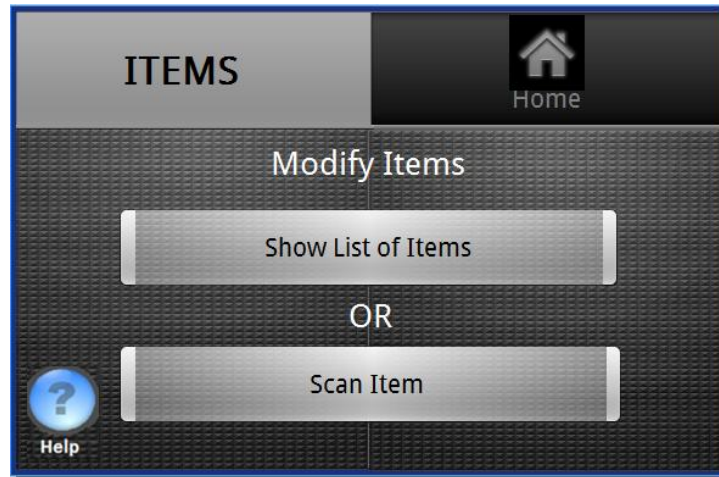 ITEMS
Home
Modify Items
Show List of Items
OR
Scan Item
?
Help